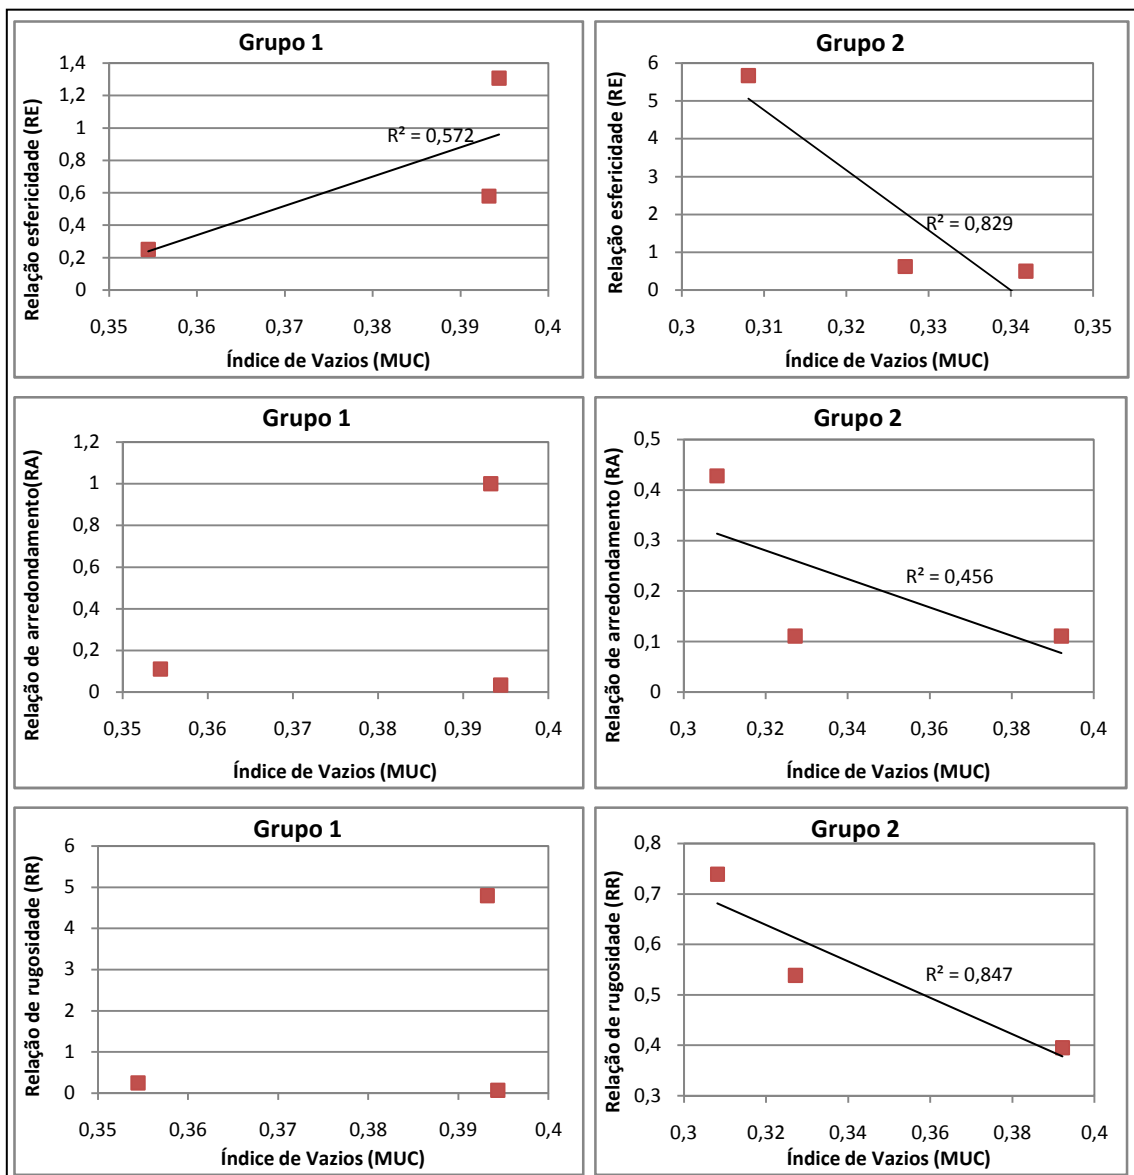 Grupo 1
Relação esfericidade (RE)
1,4
1,2
1
0,8
0,6
0,4
0,2
0
R² = 0,572
0,35 0,36 0,37 0,38 0,39 0,4
Índice de Vazios (MUC)
Grupo 2
Relação esfericidade (RE)
6
5
4
3
2
1
0
R² = 0,829
0,3 0,31 0,32 0,33 0,34 0,35
Índice de Vazios (MUC)
Grupo 1
Relação de arredondamento(RA)
1,2
1
0,8
0,6
0,4
0,2
0
0,35 0,36 0,37 0,38 0,39 0,4
Índice de Vazios (MUC)
Grupo 2
Relação de arredondamento (RA)
0,5
0,4
0,3
0,2
0,1
0
R² = 0,456
0,3 0,32 0,34 0,36 0,38 0,4
Índice de Vazios (MUC)
Grupo 1
Relação de rugosidade (RR)
6
5
4
3
2
1
0
0,35 0,36 0,37 0,38 0,39 0,4
Índice de Vazios (MUC)
Grupo 2
Relação de rugosidade (RR)
0,8
0,7
0,6
0,5
0,4
0,3
R² = 0,847
0,3 0,32 0,34 0,36 0,38 0,4
Índice de Vazios (MUC)